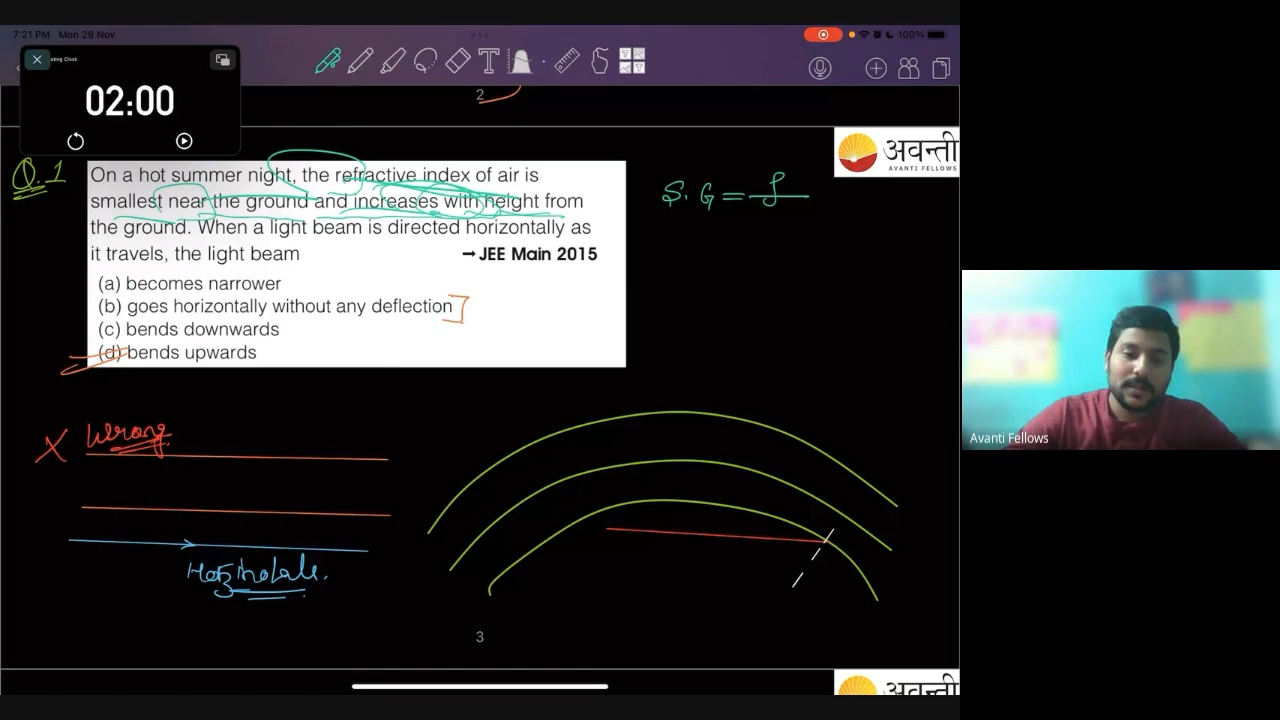 7:21 PM Mon 28 Nov
100%
ating Clock
02:00
2
अवन्ती
AVANTI FELLOWS
Q.1
On a hot summer night, the refractive index of air is
smallest near the ground and increases with height from
the ground. When a light beam is directed horizontally as
it travels, the light beam → JEE Main 2015
(a) becomes narrower
(b) goes horizontally without any deflection
(c) bends downwards
(d) bends upwards
S.G =
X Wrong.
Avanti Fellows
3
अवन्ती